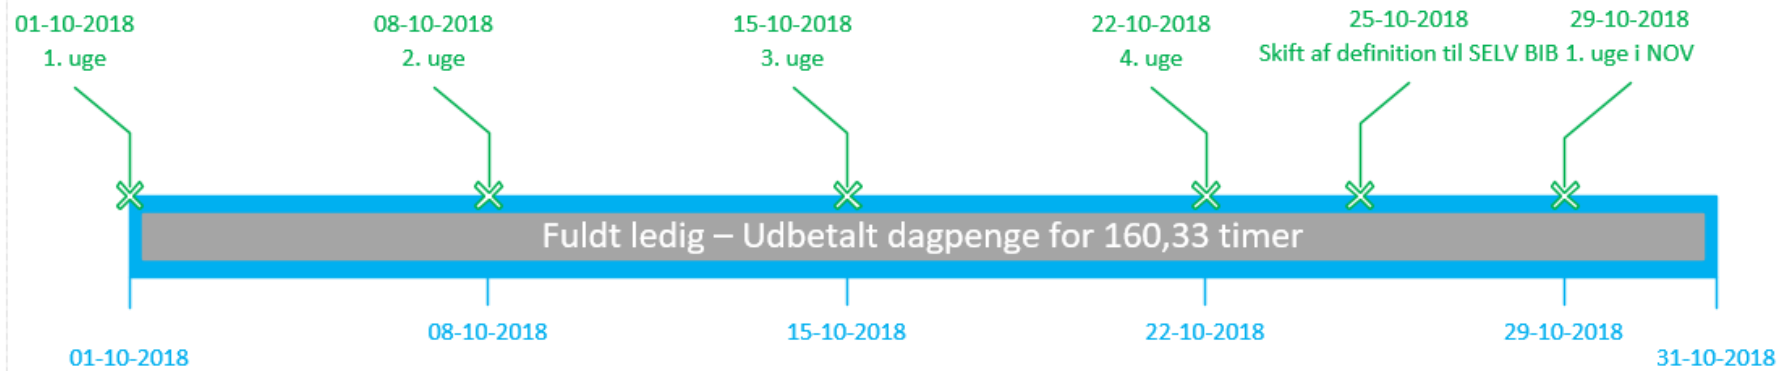 01-10-2018
1. uge
08-10-2018
2. uge
15-10-2018
3. uge
22-10-2018
4. uge
25-10-2018
Skift af definition til SELV BIB
29-10-2018
1. uge i NOV
Fuldt ledig – Udbetalt dagpenge for 160,33 timer
01-10-2018
08-10-2018
15-10-2018
22-10-2018
29-10-2018
31-10-2018